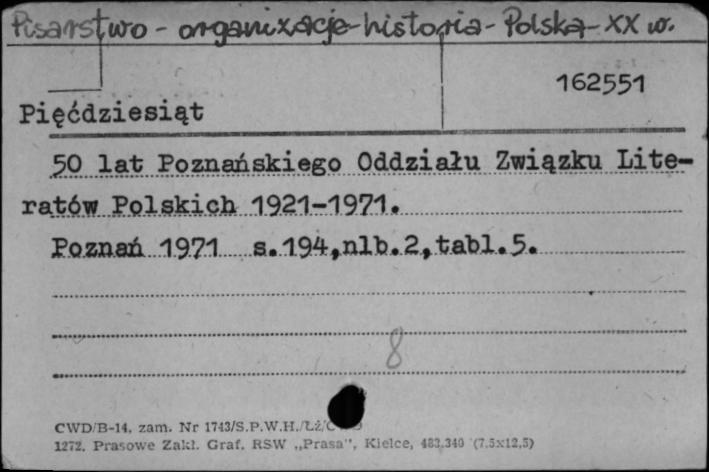 Pisarstwo - organizacje - historia - Polska - XX w.
162551
Pięćdziesiąt
50 lat Poznańskiego Oddziału Związku Lite-
ratów Polskich 1921-1971.
Poznań 1971 s.194,nlb.2,tabl.5.
8
CWD/B-14. zam. Nr 1743/S.P.W.H./Łź/C
1272. Prasowe Zakł. Graf. RSW „Prasa", Kielce, 483.340 (7,5x12,5)